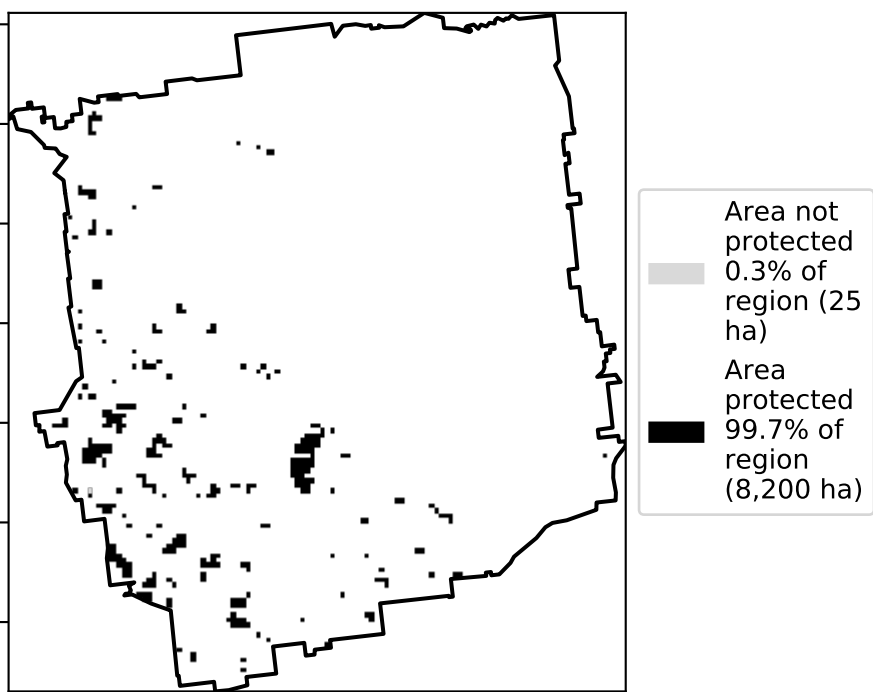 Area not
protected
0.3% of
region (25
ha)
Area
protected
99.7% of
region
(8,200 ha)